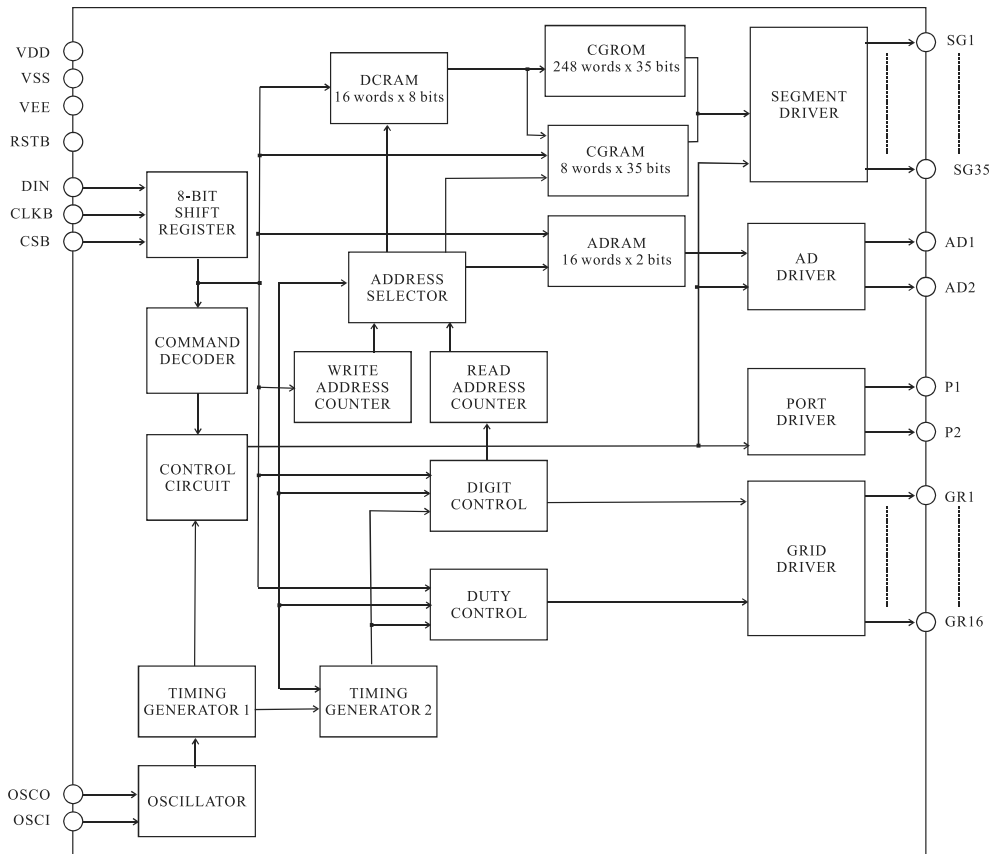 VDD
VSS
VEE
RSTB
DIN
CLKB
CSB
OSCO
OSCI
8-BIT
SHIFT
REGISTER
COMMAND
DECODER
CONTROL
CIRCUIT
TIMING
GENERATOR 1
OSCILLATOR
DCRAM
16 words x 8 bits
ADDRESS
SELECTOR
WRITE
ADDRESS
COUNTER
READ
ADDRESS
COUNTER
DIGIT
CONTROL
DUTY
CONTROL
TIMING
GENERATOR 2
CGROM
248 words x 35 bits
CGRAM
8 words x 35 bits
ADRAM
16 words x 2 bits
SEGMENT
DRIVER
AD
DRIVER
PORT
DRIVER
GRID
DRIVER
SG1
SG35
AD1
AD2
P1
P2
GR1
GR16